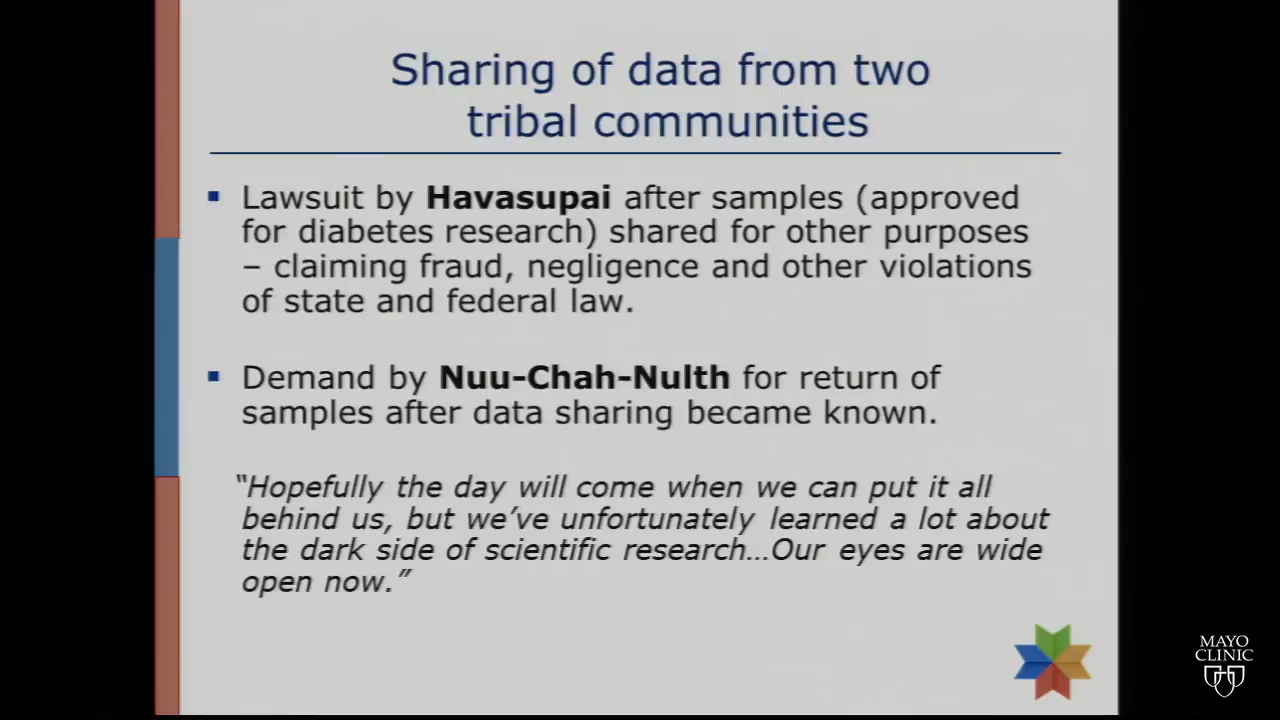 Sharing of data from two
tribal communities
▪ Lawsuit by Havasupai after samples (approved
for diabetes research) shared for other purposes
– claiming fraud, negligence and other violations
of state and federal law.
▪ Demand by Nuu-Chah-Nulth for return of
samples after data sharing became known.
“Hopefully the day will come when we can put it all
behind us, but we’ve unfortunately learned a lot about
the dark side of scientific research…Our eyes are wide
open now.”
MAYO
CLINIC